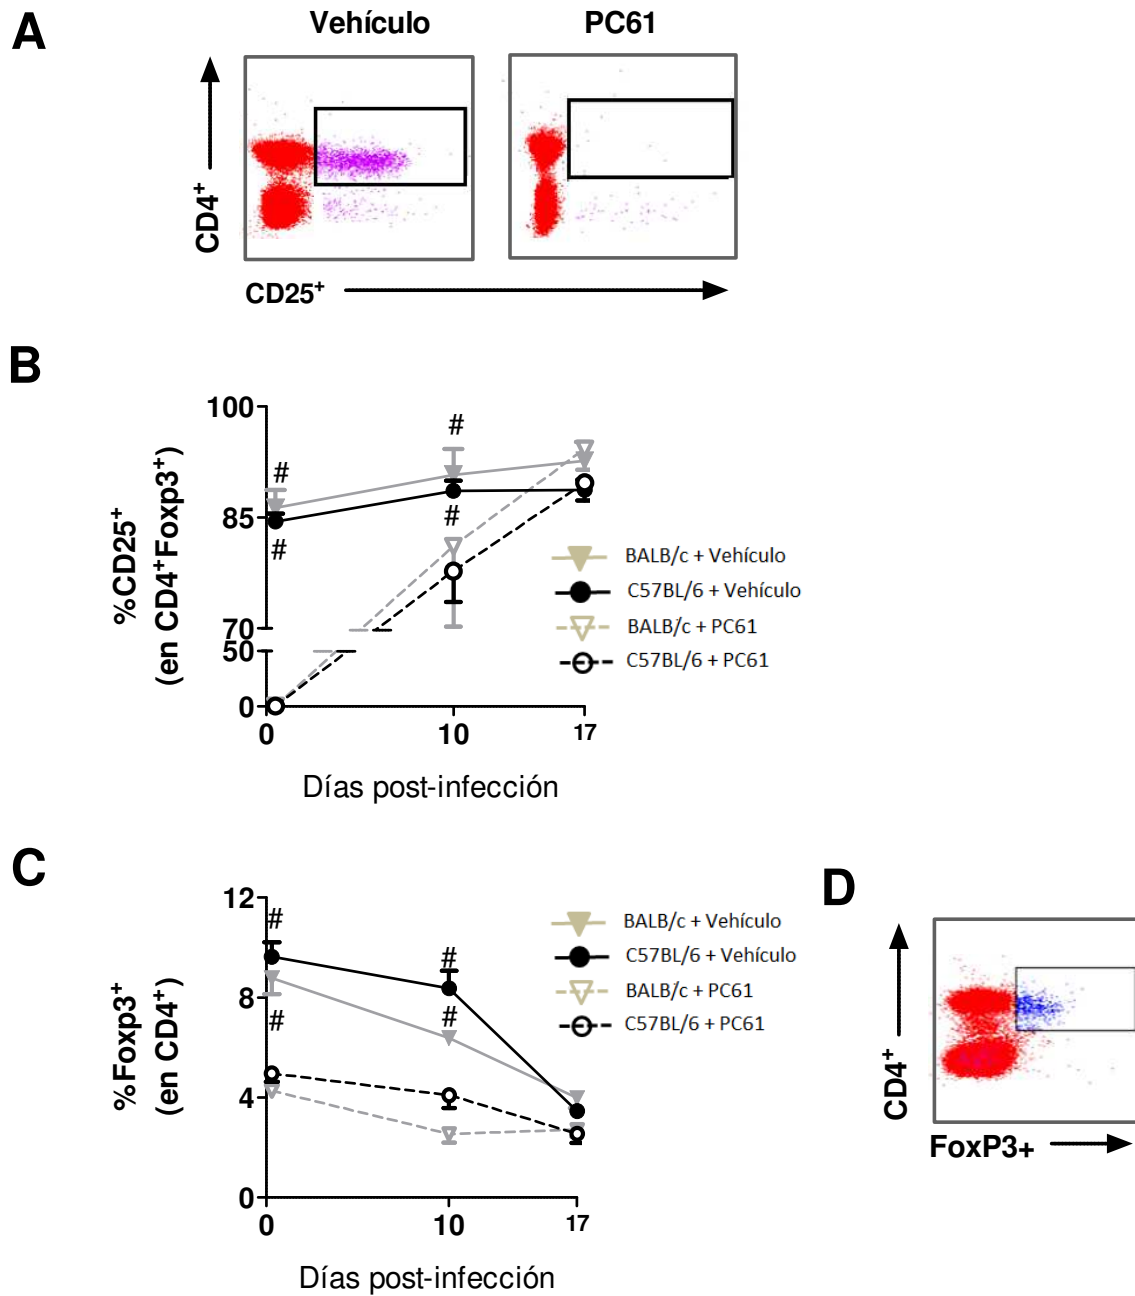 A
Vehículo
PC61
CD4+
CD25+
B
%CD25+
(en CD4+Foxp3+)
100
85
70
50
0
#
#
#
#
0
10
17
Días post-infección
BALB/c + Vehículo
C57BL/6 + Vehículo
BALB/c + PC61
C57BL/6 + PC61
C
%Foxp3+
(en CD4+)
12
8
4
0
#
#
#
#
0
10
17
Días post-infección
BALB/c + Vehículo
C57BL/6 + Vehículo
BALB/c + PC61
C57BL/6 + PC61
D
CD4+
FoxP3+